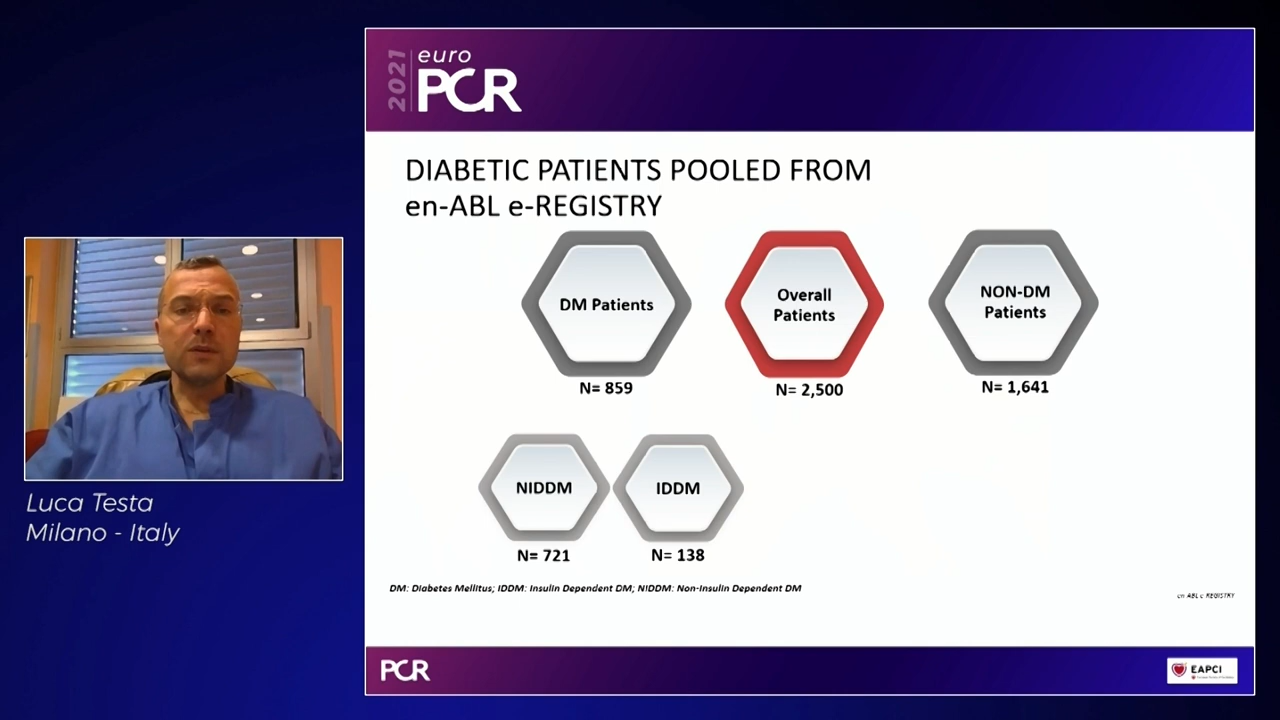 2021
euro
PCR
DIABETIC PATIENTS POOLED FROM
en-ABL e-REGISTRY
DM Patients
N= 859
Overall
Patients
N= 2,500
NON-DM
Patients
N= 1,641
NIDDM
N= 721
IDDM
N= 138
DM: Diabetes Mellitus; IDDM: Insulin Dependent DM; NIDDM: Non-Insulin Dependent DM
en ABL e REGISTRY
Luca Testa
Milano - Italy
PCR
EAPCI